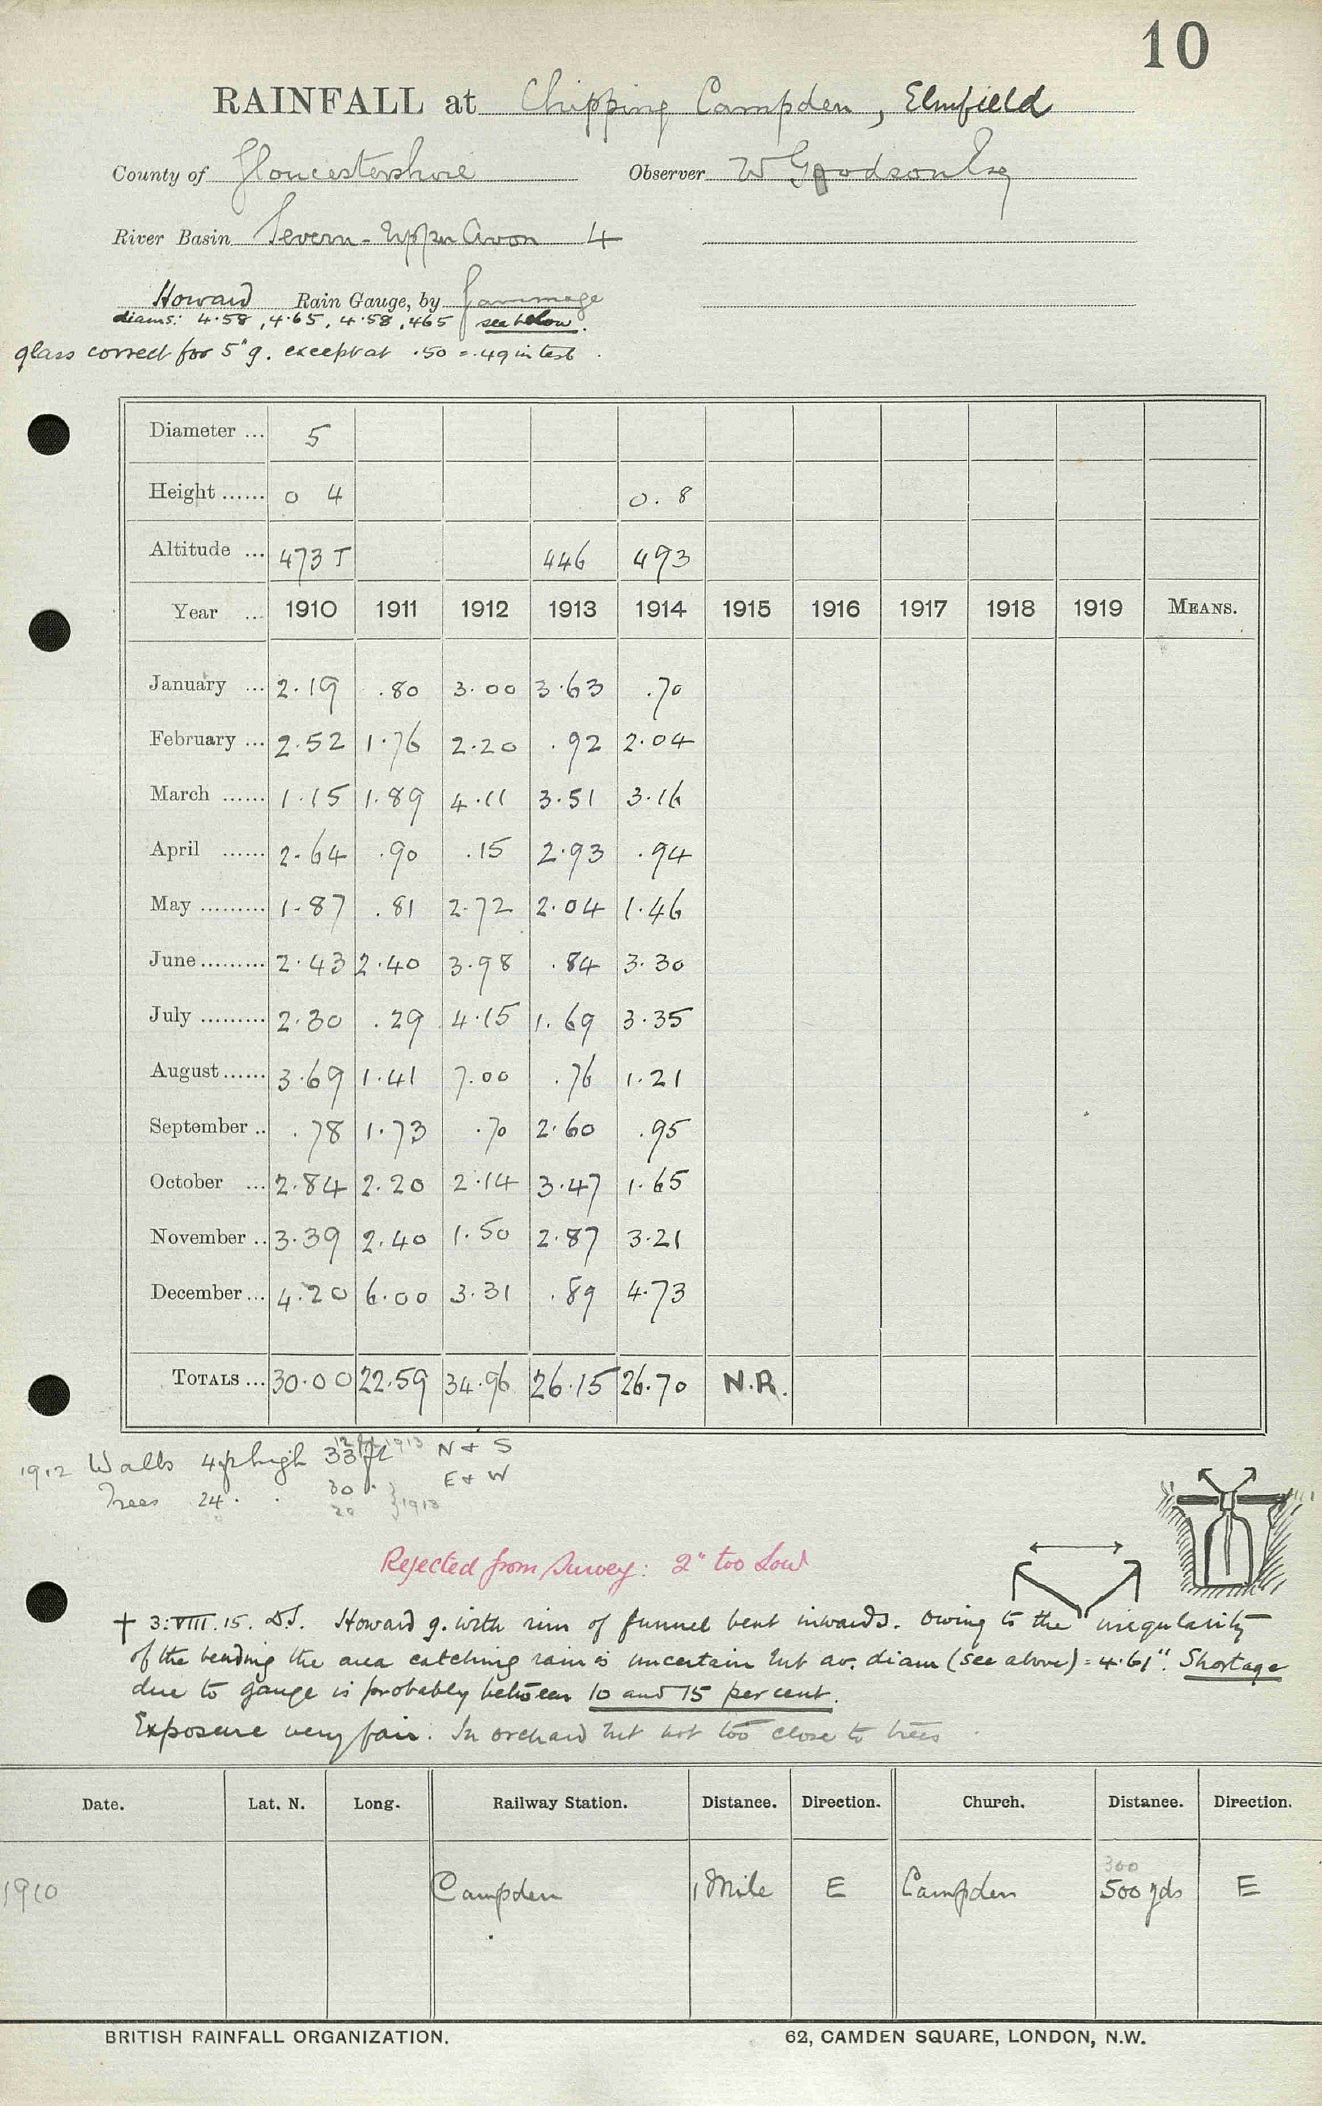 10
RAINFALL at Chipping Campden, Elmfield
County of Gloucestershire Observer W Goodson Esq
River Basin Severn - Upper Avon 4
Howard Rain Gauge, by Gammage
diams: 4.58, 4.65, 4.58, 4.65 see below.
glass correct for 5" g. except at .50 = .49 in test.
Diameter ... 5
Height ...... 0 4 0. 8
Altitude ... 473 T 446 493
Year ... 1910 1911 1912 1913 1914 1915 1916 1917 1918 1919 MEANS.
January ... 2.19 .80 3.00 3.63 .70
February ... 2.52 1.76 2.20 .92 2.04
March ...... 1.15 1.89 4.11 3.51 3.16
April ...... 2.64 .90 .15 2.93 .94
May ......... 1.87 .81 2.72 2.04 1.46
June ......... 2.43 2.40 3.98 .84 3.30
July ......... 2.30 .29 4.15 1.69 3.35
August ...... 3.69 1.41 7.00 .76 1.21
September .. .78 1.73 .70 2.60 .95
October ... 2.84 2.20 2.14 3.47 1.65
November .. 3.39 2.40 1.50 2.87 3.21
December ... 4.20 6.00 3.31 .89 4.73
TOTALS ... 30.00 22.59 34.96 26.15 26.70 N.R.
12 ft 1913
1912 Walls 4 ft high 33 ft N & S
Trees 24 . . 30 . E & W
20 } 1913
Rejected from Survey: 2" too Low
† 3.VIII.15. D.S. Howard g. with rim of funnel bent inwards. Owing to the irregularity
of the bending the area catching rain is uncertain but av. diam (see above) = 4.61". Shortage
due to gauge is probably between 10 and 15 per cent.
Exposure very fair. In orchard but not too close to trees.
Date. Lat. N. Long. Railway Station. Distance. Direction. Church. Distance. Direction.
300
1910 Campden 1 Mile E Campden 500 yds E
BRITISH RAINFALL ORGANIZATION. 62, CAMDEN SQUARE, LONDON, N.W.